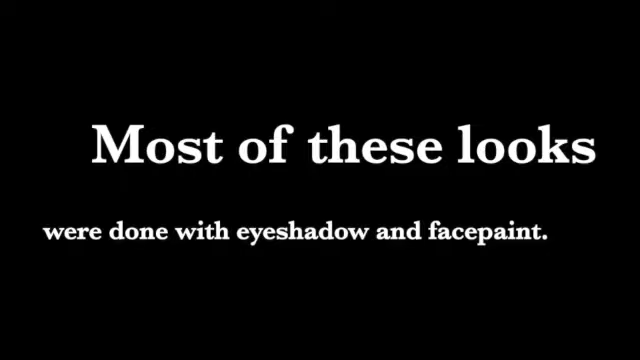 Most of these looks
were done with eyeshadow and facepaint.